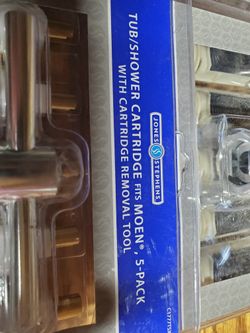 JONES
STEPHENS
TUB/SHOWER CARTRIDGE FITS MOEN®, 5-PACK
WITH CARTRIDGE REMOVAL TOOL